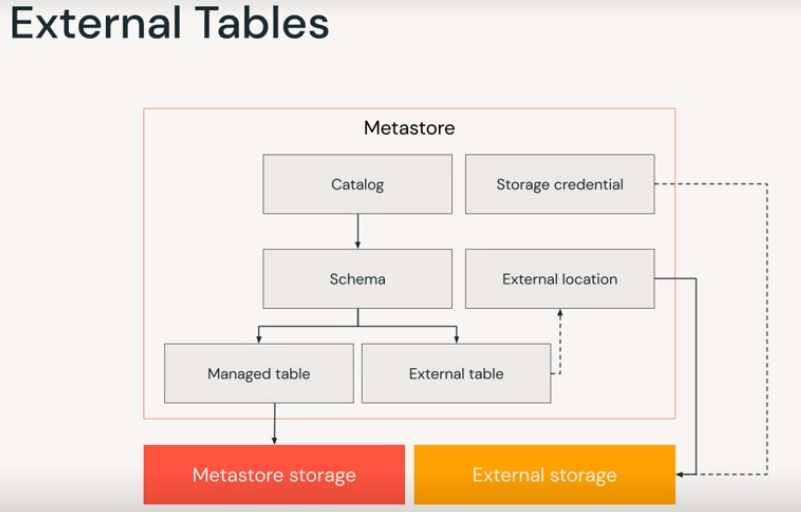 External Tables
Metastore
Catalog
Storage credential
Schema
External location
Managed table
External table
Metastore storage
External storage